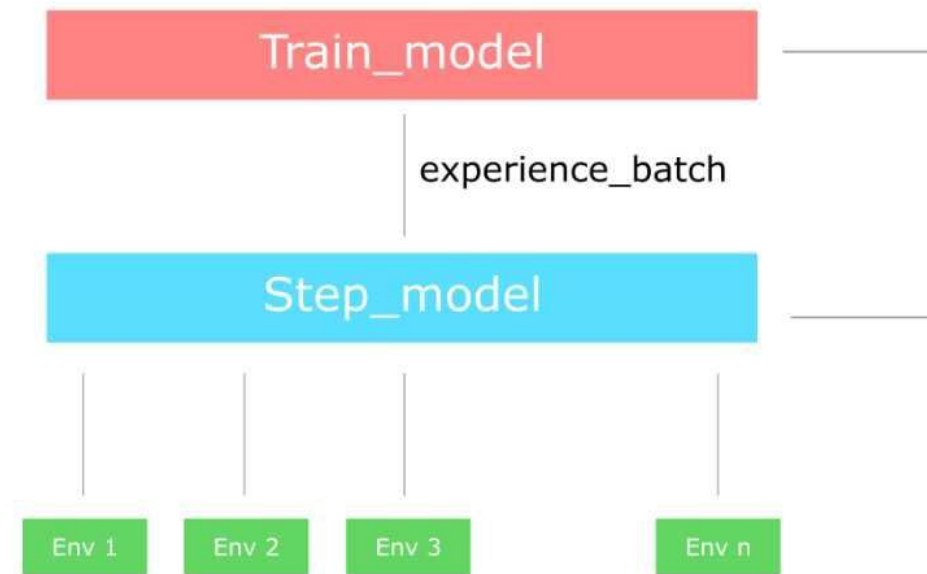 Train_model
experience_batch
Step_model
Env 1 Env 2 Env 3 Env n